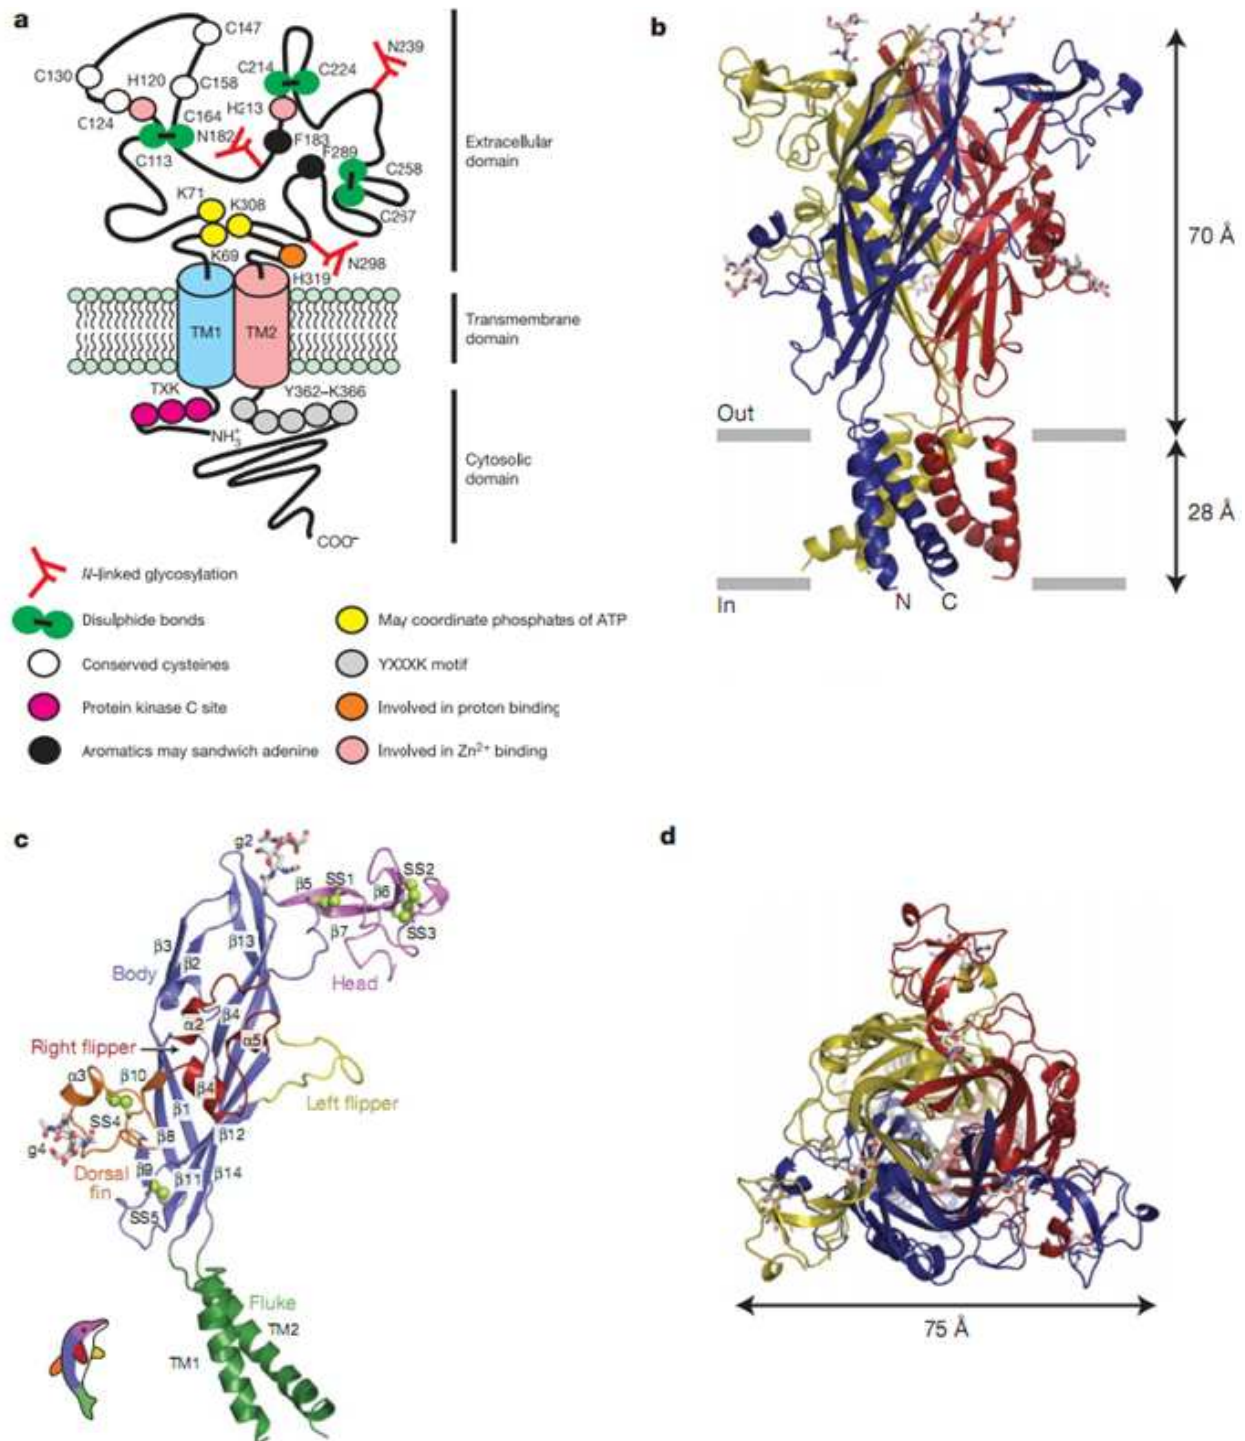 a
C147
C130
H120
C158
C124
C164
C113
N182
C214
C224
N239
H213
F183
F289
C258
C267
K71
K308
K69
N298
H319
TM1
TM2
TXK
Y362–K366
NH₃⁺
COO⁻
Extracellular
domain
Transmembrane
domain
Cytosolic
domain
N-linked glycosylation
Disulphide bonds
Conserved cysteines
Protein kinase C site
Aromatics may sandwich adenine
May coordinate phosphates of ATP
YXXXK motif
Involved in proton binding
Involved in Zn²⁺ binding
b
70 Å
Out
28 Å
In
N
C
c
g2
β5
SS1
β6
SS2
SS3
β7
Head
β3
β13
β2
Body
β4
α2
α5
Right flipper
α3
β10
β4
Left flipper
SS4
β1
g4
β8
β12
Dorsal
fin
β9
β11
β14
SS5
Fluke
TM2
TM1
d
75 Å